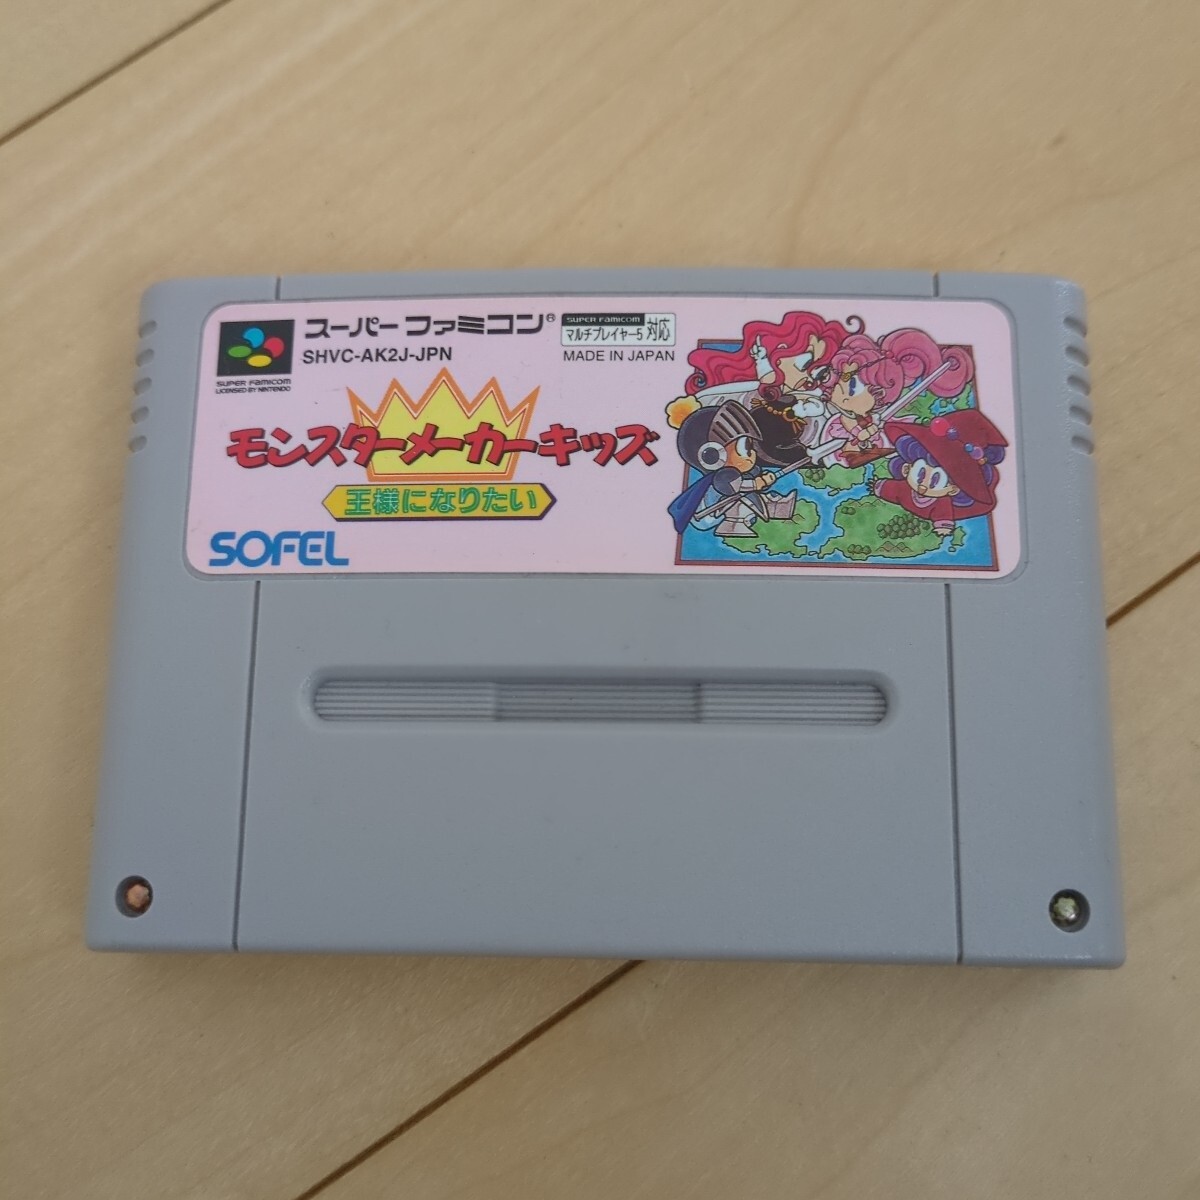 スーパーファミコン®
SHVC-AK2J-JPN
SUPER FAMICOM
LICENSED BY NINTENDO
SUPER FAMICOM
マルチプレイヤー5 対応
MADE IN JAPAN
モンスターメーカーキッズ
王様になりたい
SOFEL